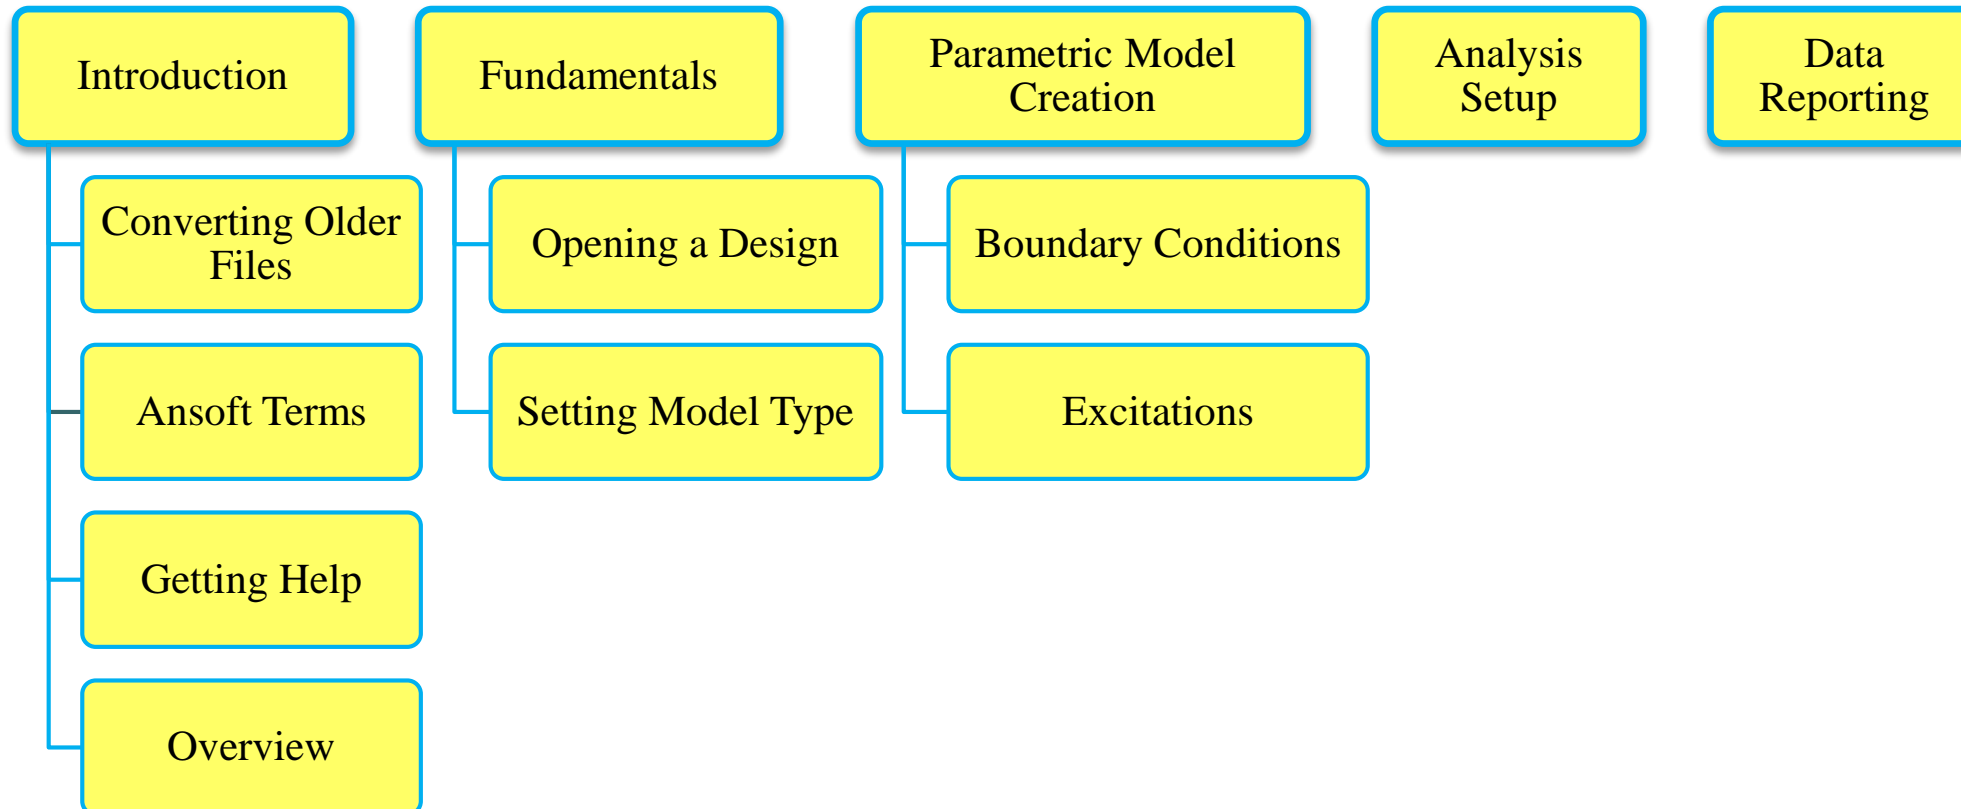 Introduction
Converting Older
Files
Ansoft Terms
Getting Help
Overview
Fundamentals
Opening a Design
Setting Model Type
Parametric Model
Creation
Boundary Conditions
Excitations
Analysis
Setup
Data
Reporting